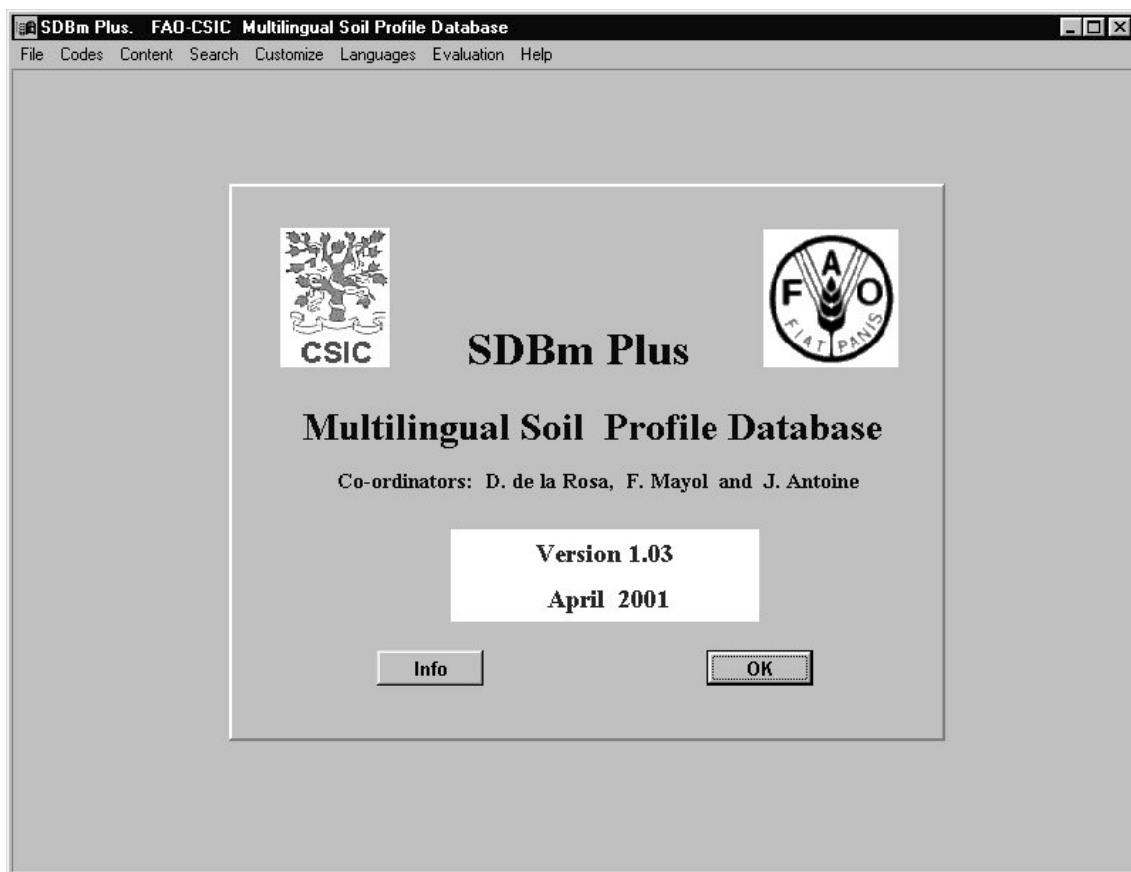 SDBm Plus. FAO-CSIC Multilingual Soil Profile Database
File Codes Content Search Customize Languages Evaluation Help
CSIC
F A O
FIAT PANIS
SDBm Plus
Multilingual Soil Profile Database
Co-ordinators: D. de la Rosa, F. Mayol and J. Antoine
Version 1.03
April 2001
Info OK